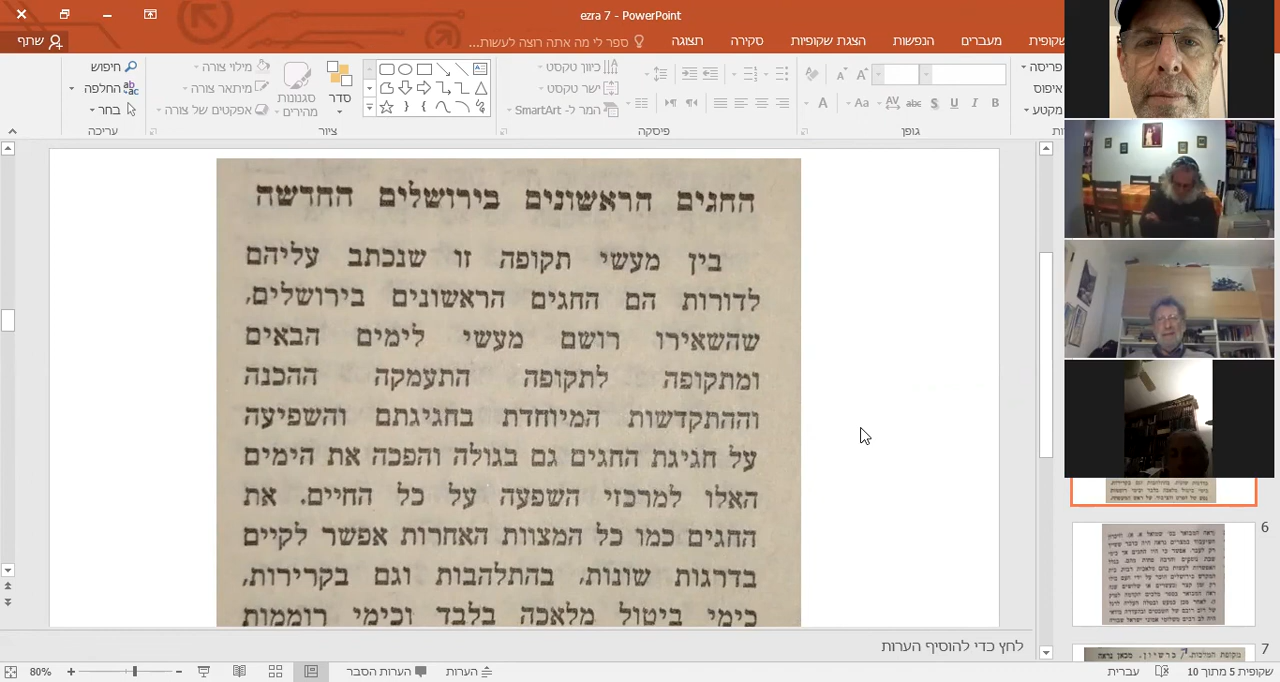 ezra 7 - PowerPoint
שתף
ספר לי מה אתה רוצה לעשות...
תצוגה
סקירה
הצגת שקופיות
הנפשות
מעברים
פריסה
איפוס
חיפוש
החלפה
בחר
עריכה
מילוי צורה
מיתאר צורה
אפקטים של צורה
סגנונות מהירים
סדר
ציור
כיוון טקסט
ישר טקסט
המר ל- SmartArt
פיסקה
גופן
החגים הראשונים בירושלים החדשה
בין מעשי תקופה זו שנכתב עליהם
לדורות הם החגים הראשונים בירושלים,
שהשאירו רושם מעשי לימים הבאים
ומתקופה לתקופה התעמקה ההכנה
וההתקדשות המיוחדת בחגיגתם והשפיעה
על חגיגת החגים גם בגולה והפכה את הימים
האלו למרכזי השפעה על כל החיים. את
החגים כמו כל המצוות האחרות אפשר לקיים
בדרגות שונות, בהתלהבות וגם בקרירות,
כימי ביטול מלאכה בלבד וכימי רוממות
6
7
לחץ כדי להוסיף הערות
80%
הערות הסבר
הערות
עברית
שקופית 5 מתוך 10